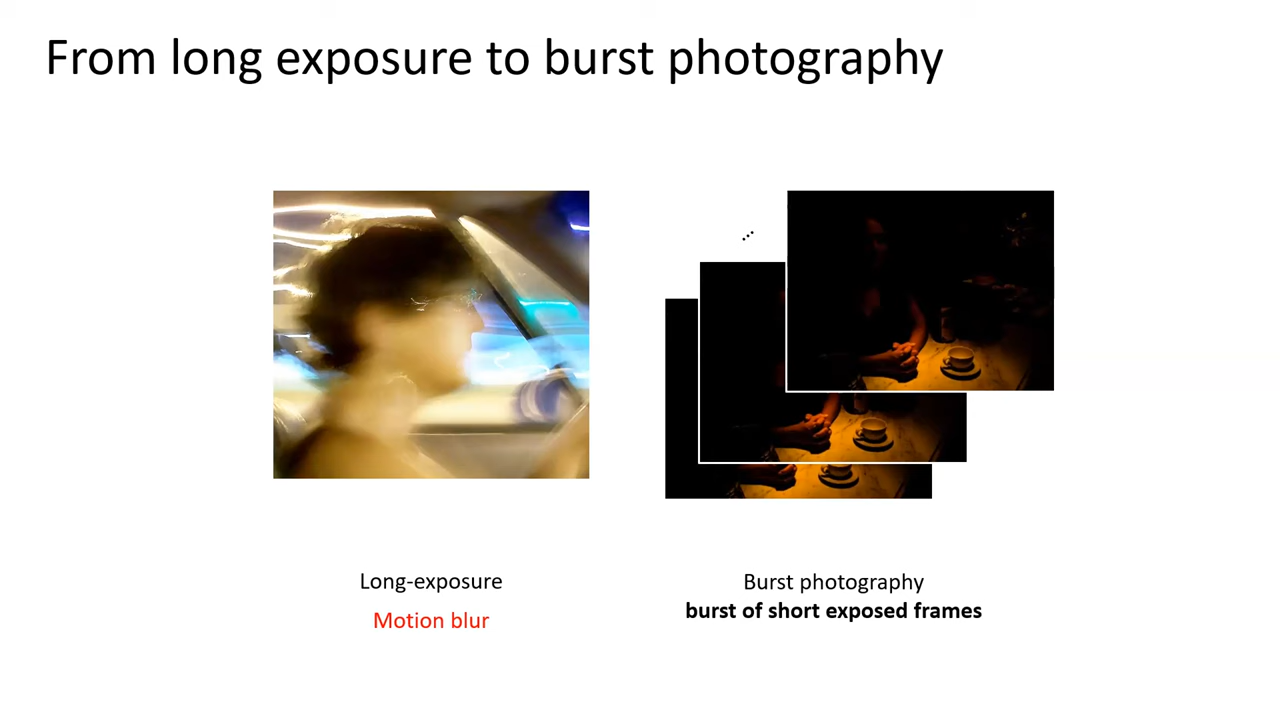 From long exposure to burst photography
...
Long-exposure
Motion blur
Burst photography
burst of short exposed frames